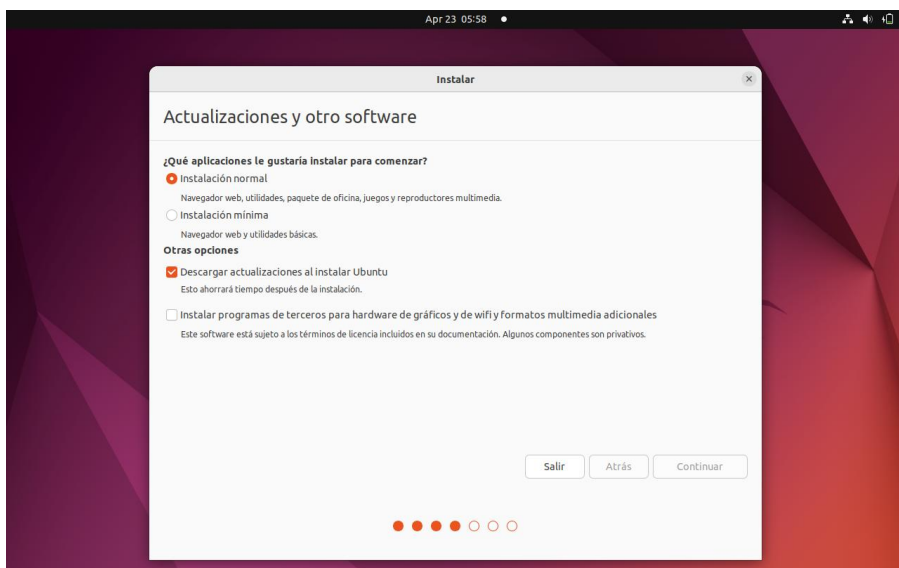 Apr 23 05:58
Instalar
Actualizaciones y otro software
¿Qué aplicaciones le gustaría instalar para comenzar?
Instalación normal
Navegador web, utilidades, paquete de oficina, juegos y reproductores multimedia.
Instalación mínima
Navegador web y utilidades básicas.
Otras opciones
Descargar actualizaciones al instalar Ubuntu
Esto ahorrará tiempo después de la instalación.
Instalar programas de terceros para hardware de gráficos y de wifi y formatos multimedia adicionales
Este software está sujeto a los términos de licencia incluidos en su documentación. Algunos componentes son privativos.
Salir Atrás Continuar